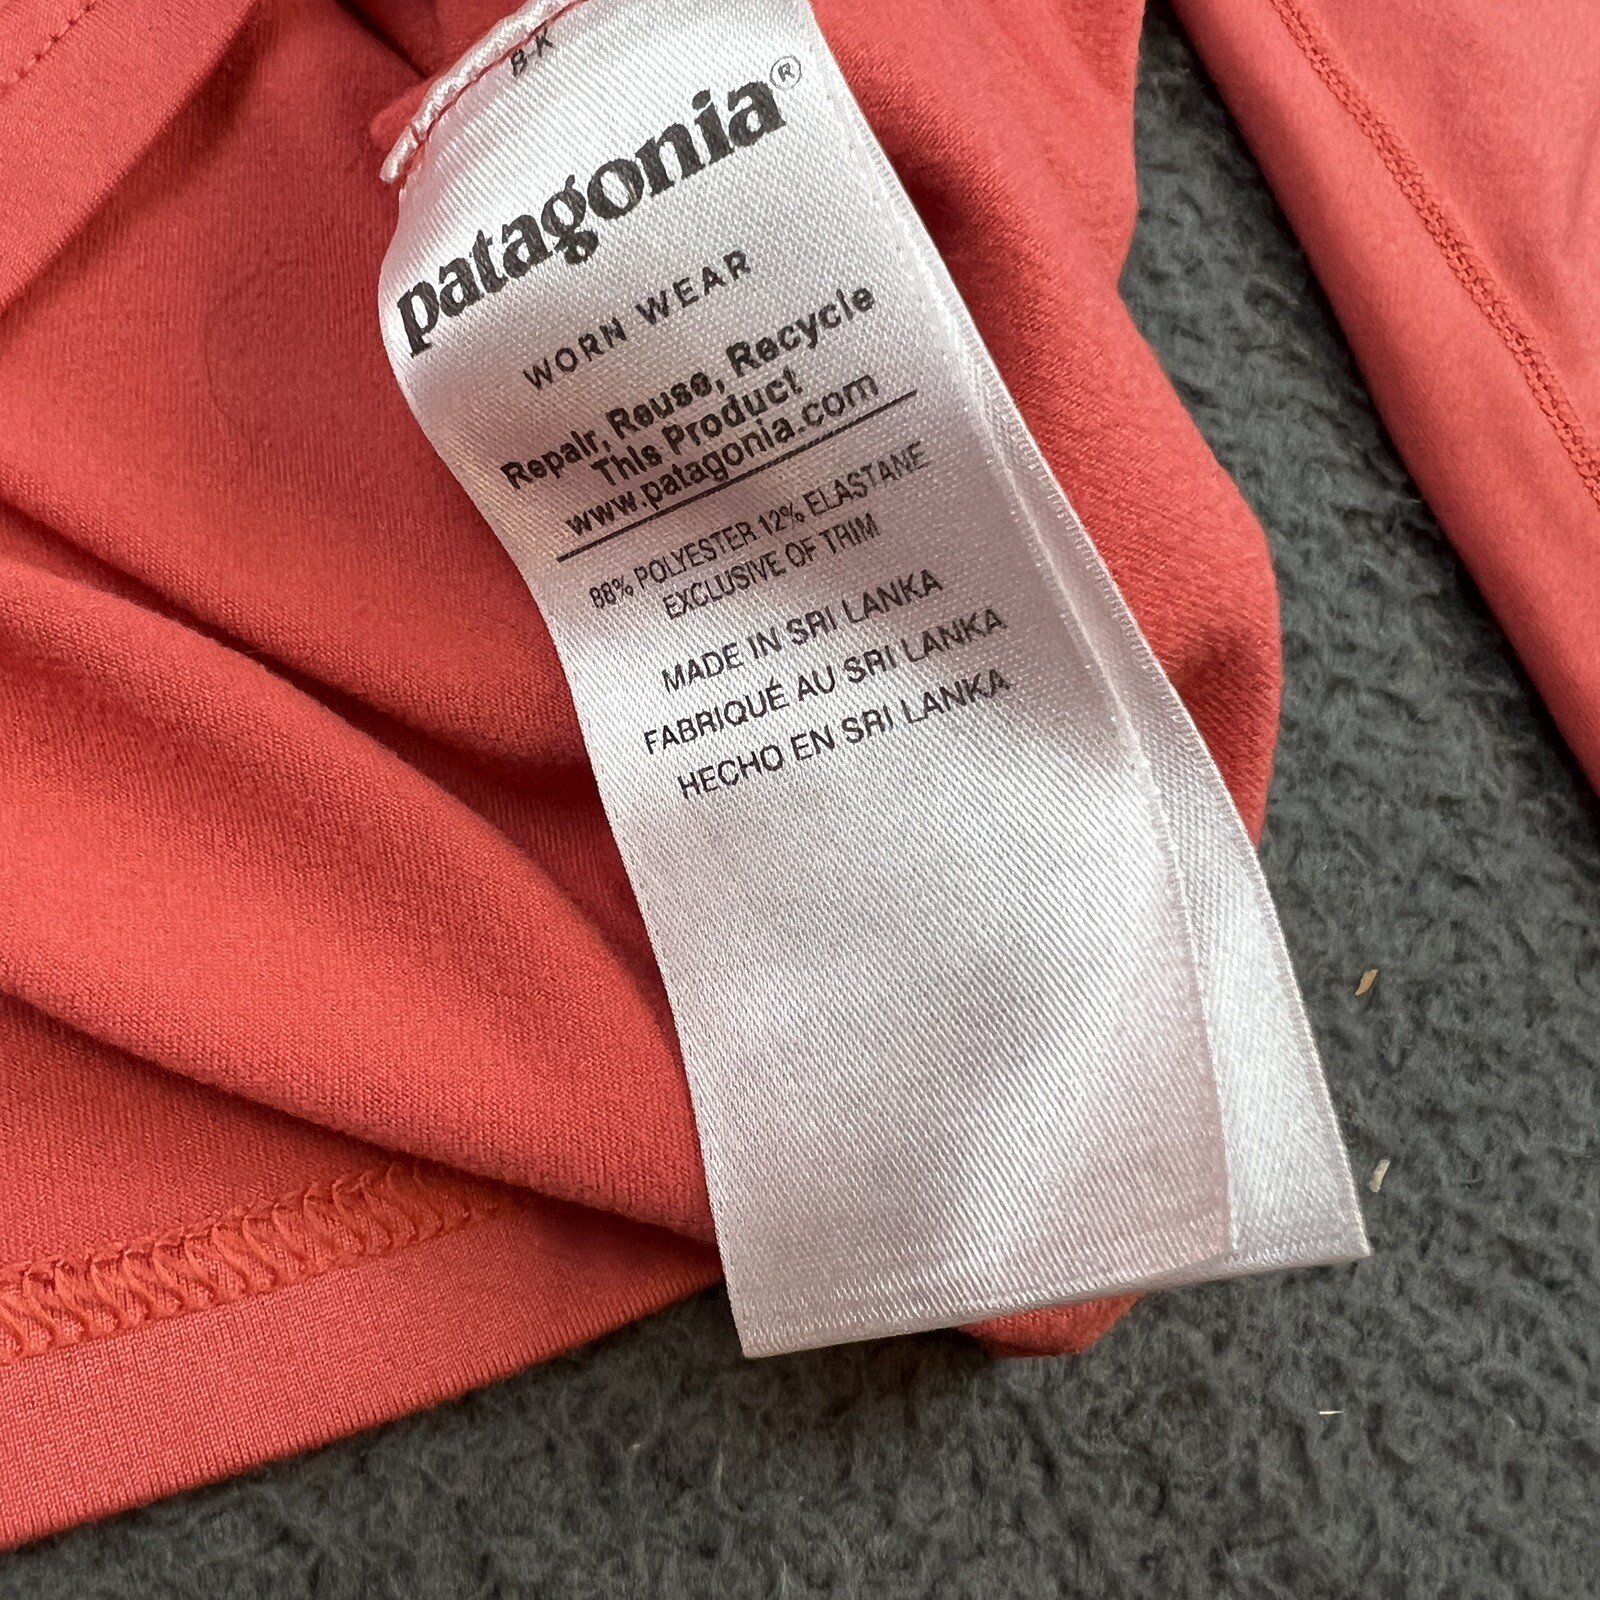 8-K
patagonia®
WORN WEAR
Repair, Reuse, Recycle
This Product
www.patagonia.com
88% POLYESTER 12% ELASTANE
EXCLUSIVE OF TRIM
MADE IN SRI LANKA
FABRIQUÉ AU SRI LANKA
HECHO EN SRI LANKA